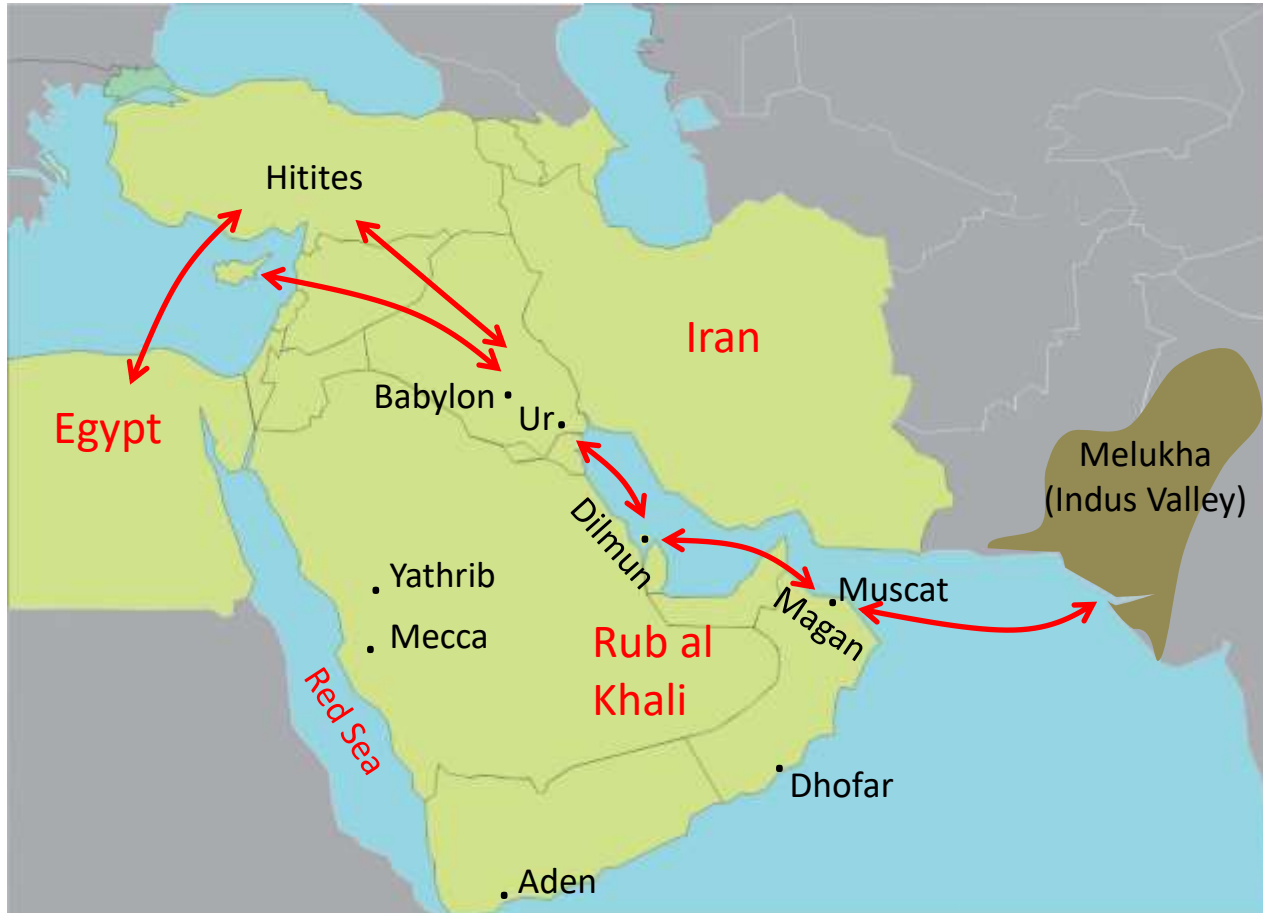 Hitites
Iran
Babylon
Ur
Egypt
Melukha
(Indus Valley)
Dilmun
Yathrib
Muscat
Magan
Mecca
Rub al
Khali
Red Sea
Dhofar
Aden